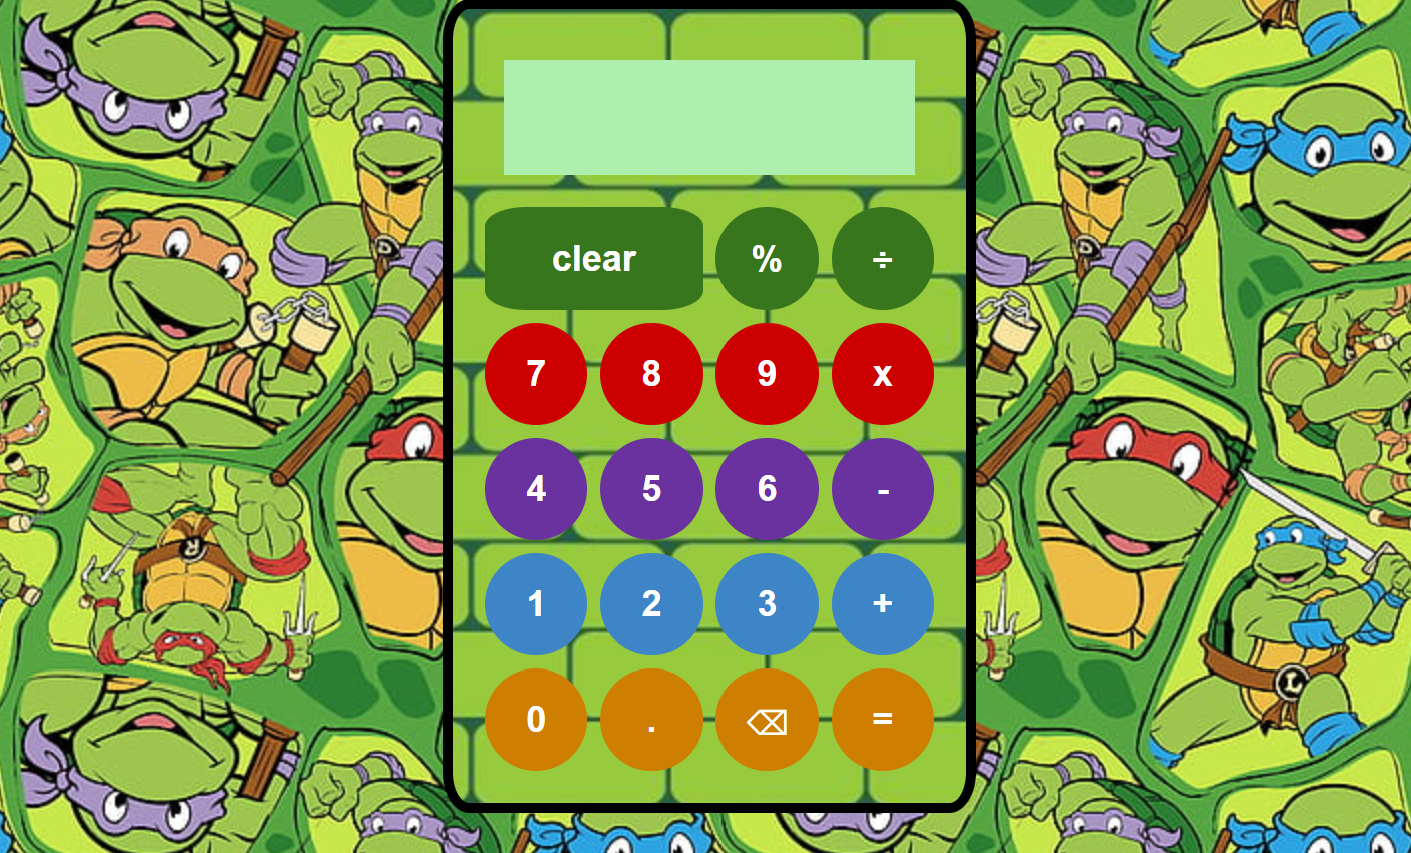 clear % ÷
7 8 9 x
4 5 6 -
1 2 3 +
0 . ⌫ =